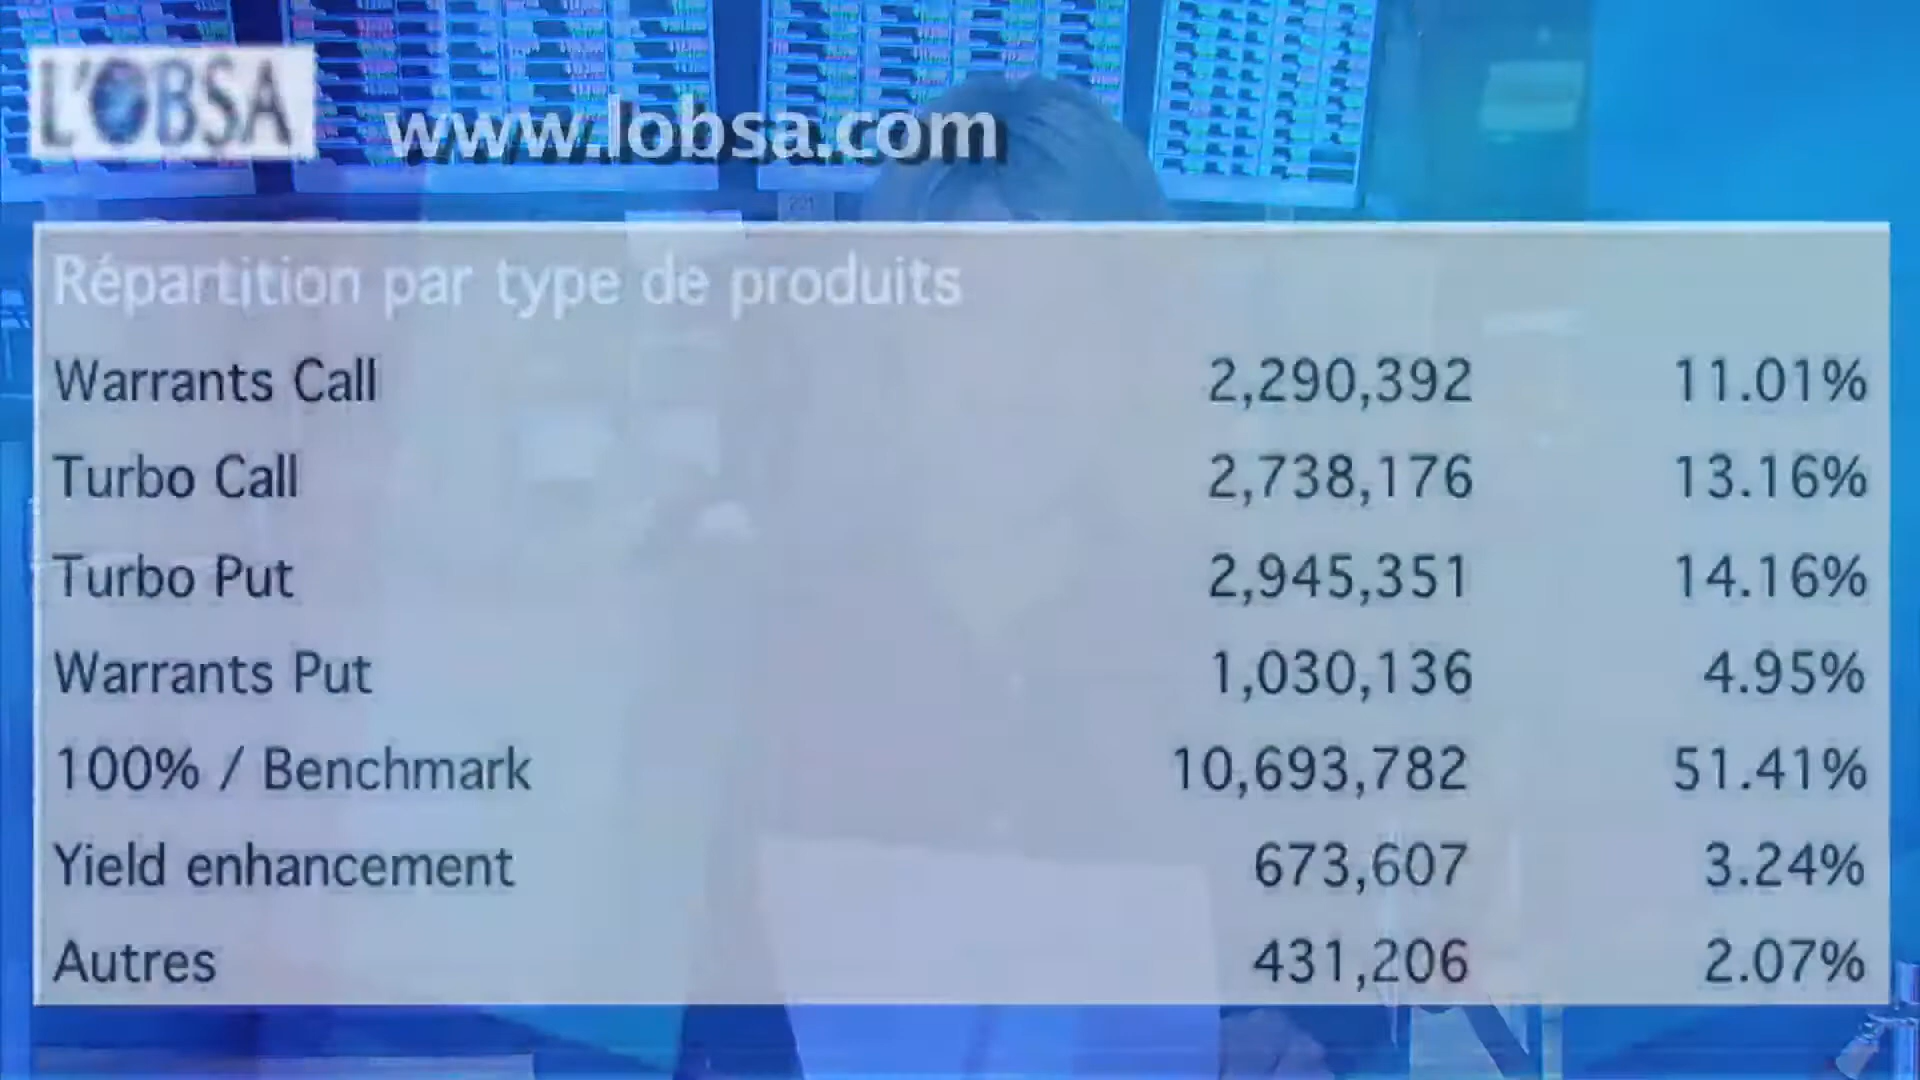 L'OBSA
www.lobsa.com
Répartition par type de produits
Warrants Call 2,290,392 11.01%
Turbo Call 2,738,176 13.16%
Turbo Put 2,945,351 14.16%
Warrants Put 1,030,136 4.95%
100% / Benchmark 10,693,782 51.41%
Yield enhancement 673,607 3.24%
Autres 431,206 2.07%